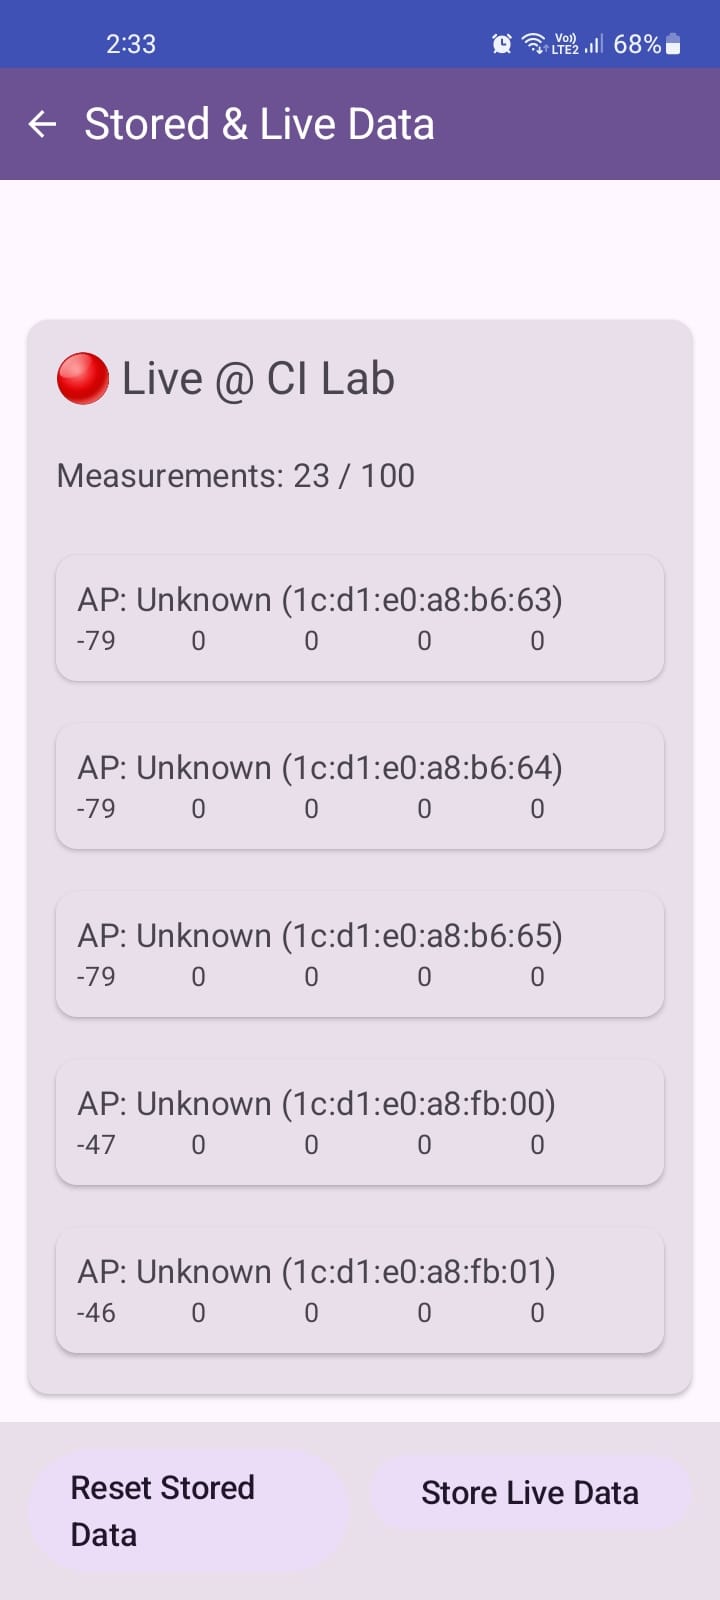 2:33 Vo)) LTE2 68%
Stored & Live Data
Live @ CI Lab
Measurements: 23 / 100
AP: Unknown (1c:d1:e0:a8:b6:63)
-79 0 0 0 0
AP: Unknown (1c:d1:e0:a8:b6:64)
-79 0 0 0 0
AP: Unknown (1c:d1:e0:a8:b6:65)
-79 0 0 0 0
AP: Unknown (1c:d1:e0:a8:fb:00)
-47 0 0 0 0
AP: Unknown (1c:d1:e0:a8:fb:01)
-46 0 0 0 0
Reset Stored
Data
Store Live Data